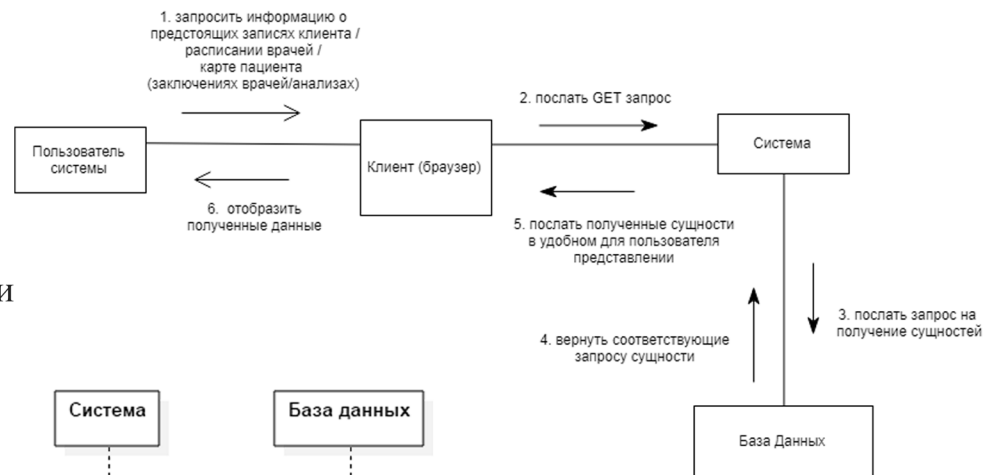 1. запросить информацию о
предстоящих записях клиента /
расписании врачей /
карте пациента
(заключениях врачей/анализах)
2. послать GET запрос
Пользователь
системы
Клиент (браузер)
Система
6. отобразить
полученные данные
5. послать полученные сущности
в удобном для пользователя
представлении
и
3. послать запрос на
получение сущностей
4. вернуть соответствующие
запросу сущности
Система
База данных
База Данных